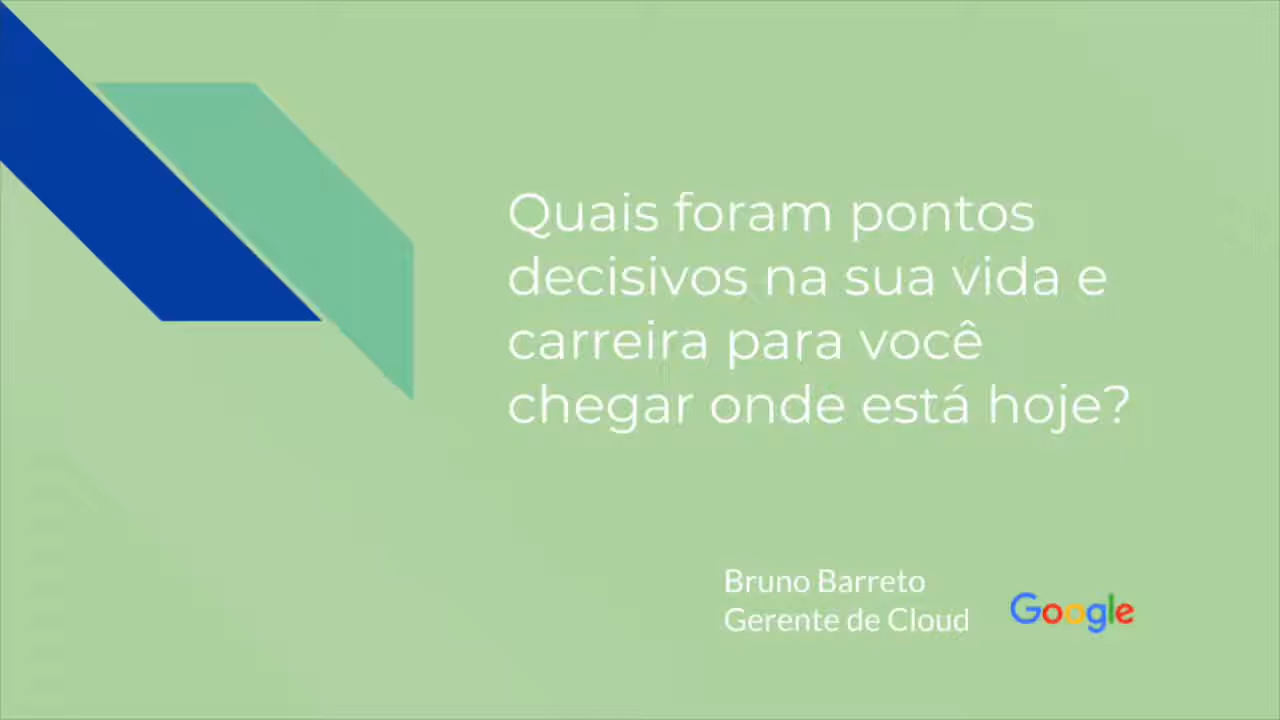 Quais foram pontos
decisivos na sua vida e
carreira para você
chegar onde está hoje?
Bruno Barreto
Gerente de Cloud
Google